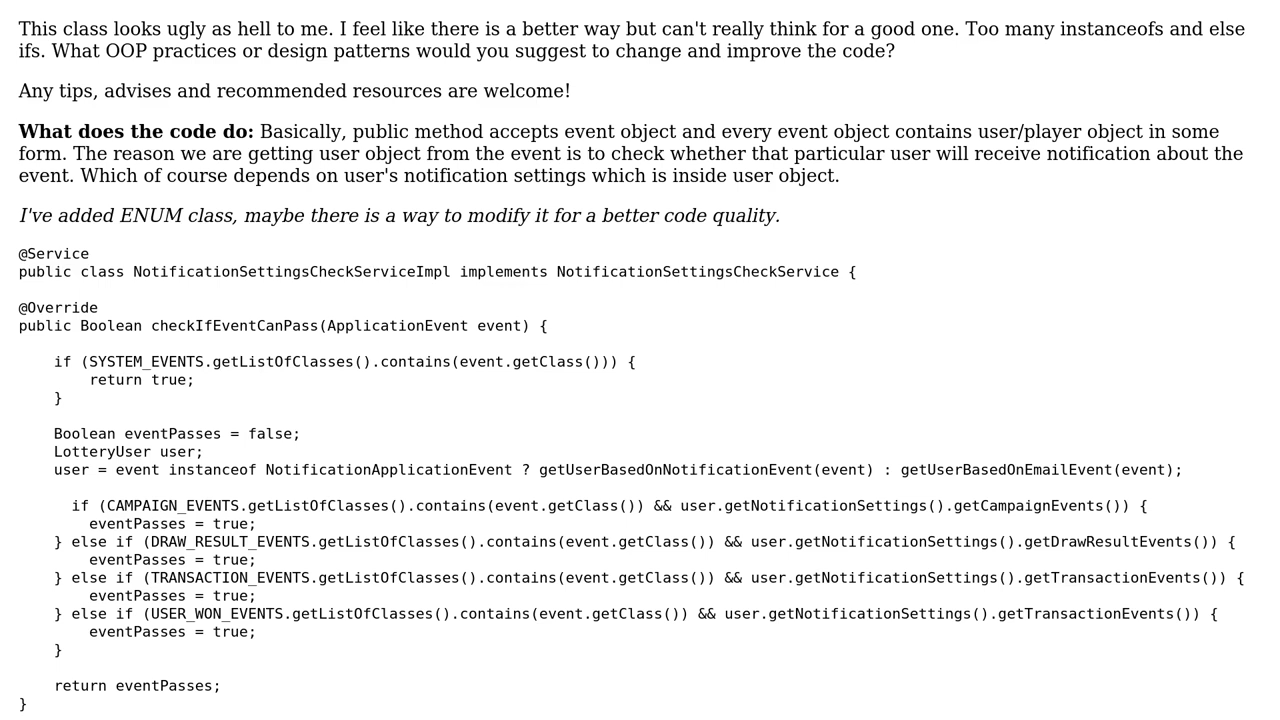 This class looks ugly as hell to me. I feel like there is a better way but can't really think for a good one. Too many instanceofs and else
ifs. What OOP practices or design patterns would you suggest to change and improve the code?
Any tips, advises and recommended resources are welcome!
What does the code do: Basically, public method accepts event object and every event object contains user/player object in some
form. The reason we are getting user object from the event is to check whether that particular user will receive notification about the
event. Which of course depends on user's notification settings which is inside user object.
I've added ENUM class, maybe there is a way to modify it for a better code quality.
@Service
public class NotificationSettingsCheckServiceImpl implements NotificationSettingsCheckService {
@Override
public Boolean checkIfEventCanPass(ApplicationEvent event) {
    if (SYSTEM_EVENTS.getListOfClasses().contains(event.getClass())) {
        return true;
    }
    Boolean eventPasses = false;
    LotteryUser user;
    user = event instanceof NotificationApplicationEvent ? getUserBasedOnNotificationEvent(event) : getUserBasedOnEmailEvent(event);
      if (CAMPAIGN_EVENTS.getListOfClasses().contains(event.getClass()) && user.getNotificationSettings().getCampaignEvents()) {
        eventPasses = true;
    } else if (DRAW_RESULT_EVENTS.getListOfClasses().contains(event.getClass()) && user.getNotificationSettings().getDrawResultEvents()) {
        eventPasses = true;
    } else if (TRANSACTION_EVENTS.getListOfClasses().contains(event.getClass()) && user.getNotificationSettings().getTransactionEvents()) {
        eventPasses = true;
    } else if (USER_WON_EVENTS.getListOfClasses().contains(event.getClass()) && user.getNotificationSettings().getTransactionEvents()) {
        eventPasses = true;
    }
    return eventPasses;
}